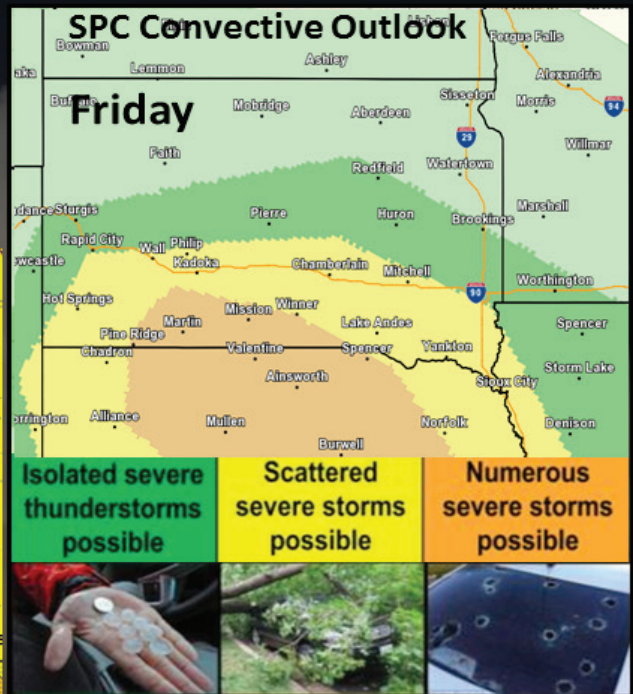 SPC Convective Outlook
Friday
Bowman
Lemmon
Ashley
Fergus Falls
Alexandria
94
Mobridge
Aberdeen
Sisseton
Morris
29
Willmar
Faith
Redfield
Watertown
Sturgis
Pierre
Huron
Brookings
Marshall
Rapid City
Wall
Philip
Kadoka
Chamberlain
Mitchell
90
Worthington
Hot Springs
Mission
Winner
Martin
Lake Andes
Spencer
Pine Ridge
Chadron
Valentine
Spencer
Yankton
Storm Lake
Ainsworth
Sioux City
Alliance
Mullen
Norfolk
Denison
Burwell
Isolated severe
thunderstorms
possible
Scattered
severe storms
possible
Numerous
severe storms
possible